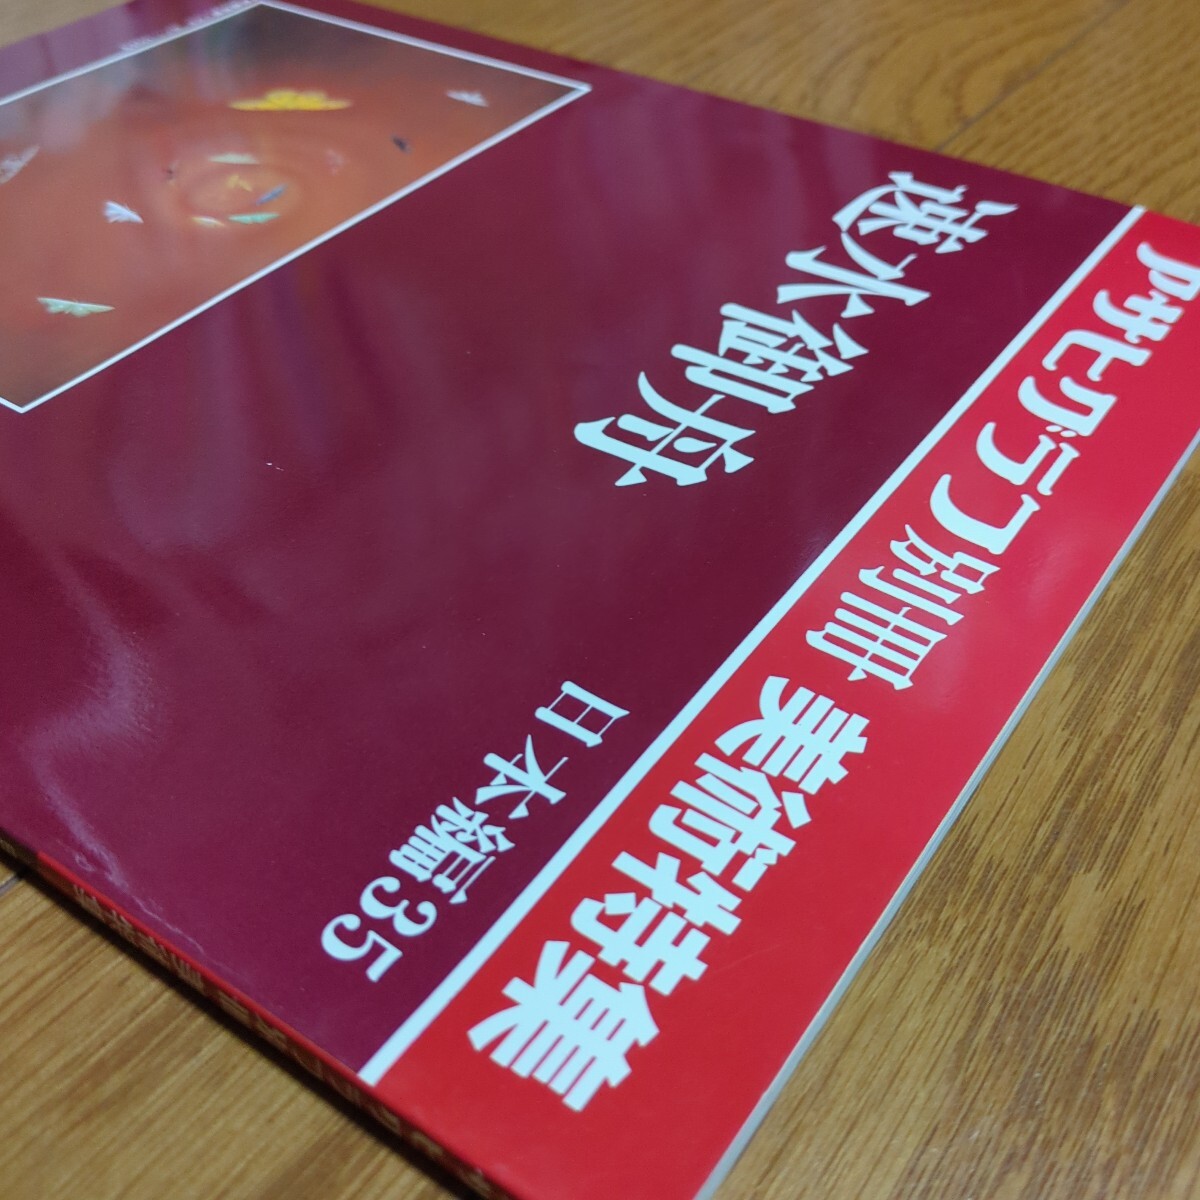 アサヒグラフ別冊 美術特集
速水御舟
日本編35